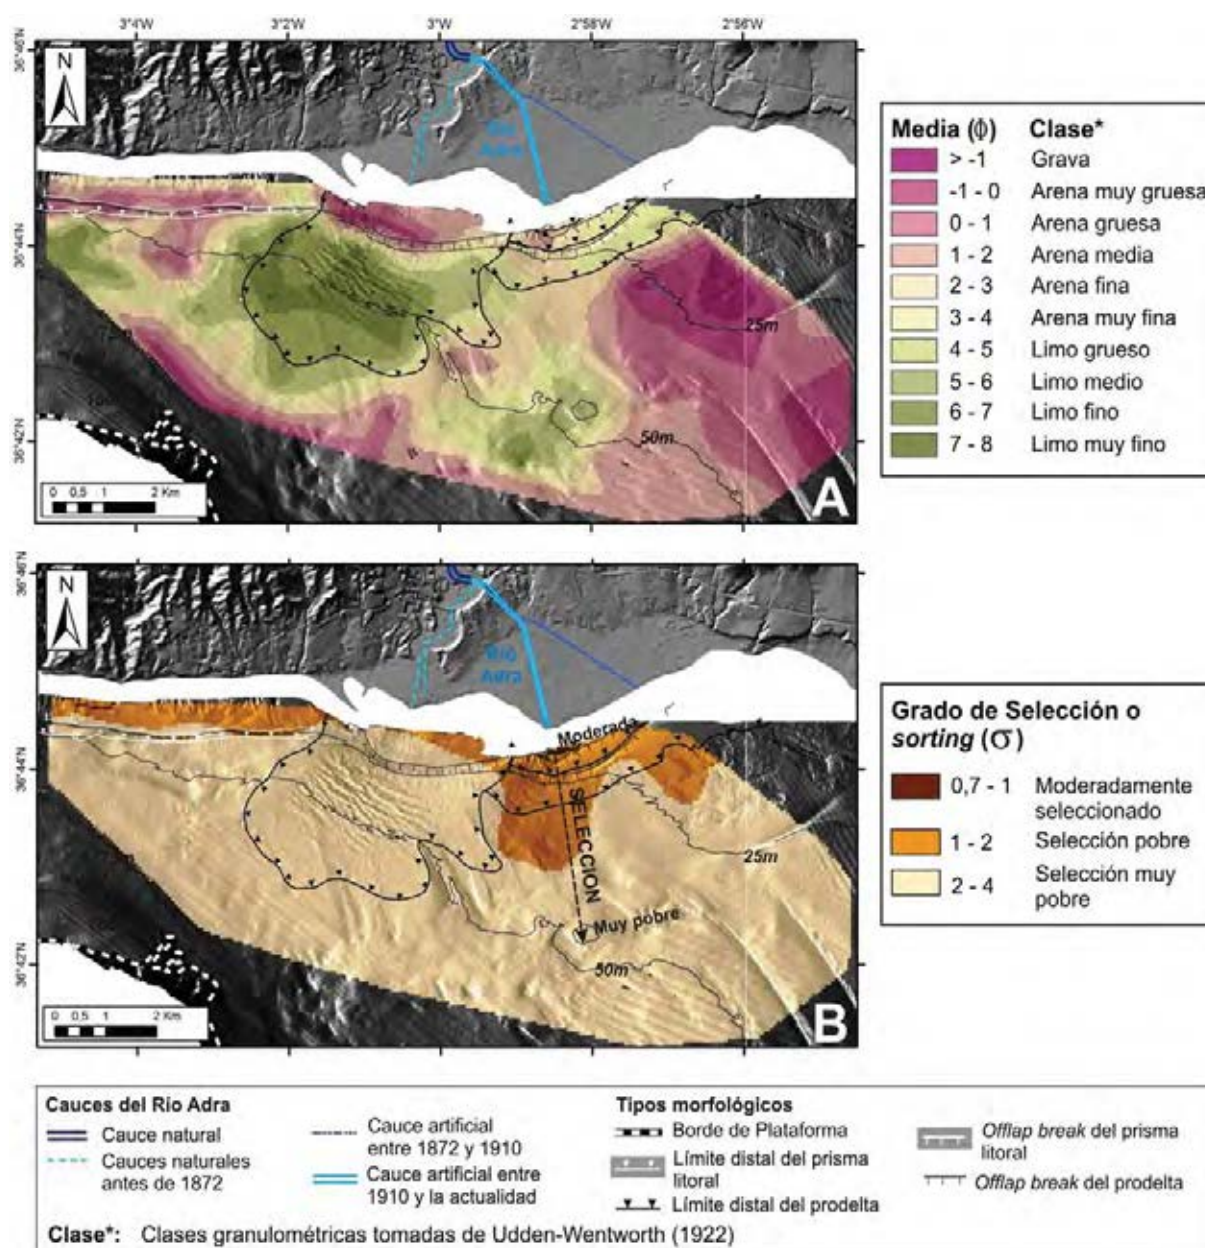 3°4'W 3°2'W 3°W 2°58'W 2°56'W
36°46'N
N
Río
Adra
36°44'N
25m
36°42'N
50m
0 0,5 1 2 Km
A
Media (ϕ) Clase*
> -1 Grava
-1 - 0 Arena muy gruesa
0 - 1 Arena gruesa
1 - 2 Arena media
2 - 3 Arena fina
3 - 4 Arena muy fina
4 - 5 Limo grueso
5 - 6 Limo medio
6 - 7 Limo fino
7 - 8 Limo muy fino
36°46'N
N
Río
Adra
Moderada
36°44'N
SELECCION
25m
Muy pobre
36°42'N
50m
0 0,5 1 2 Km
B
Grado de Selección o
sorting (σ)
0,7 - 1 Moderadamente
seleccionado
1 - 2 Selección pobre
2 - 4 Selección muy
pobre
Cauces del Río Adra
Cauce natural
Cauces naturales
antes de 1872
Cauce artificial
entre 1872 y 1910
Cauce artificial entre
1910 y la actualidad
Tipos morfológicos
Borde de Plataforma
Límite distal del prisma
litoral
Límite distal del prodelta
Offlap break del prisma
litoral
Offlap break del prodelta
Clase*: Clases granulométricas tomadas de Udden-Wentworth (1922)